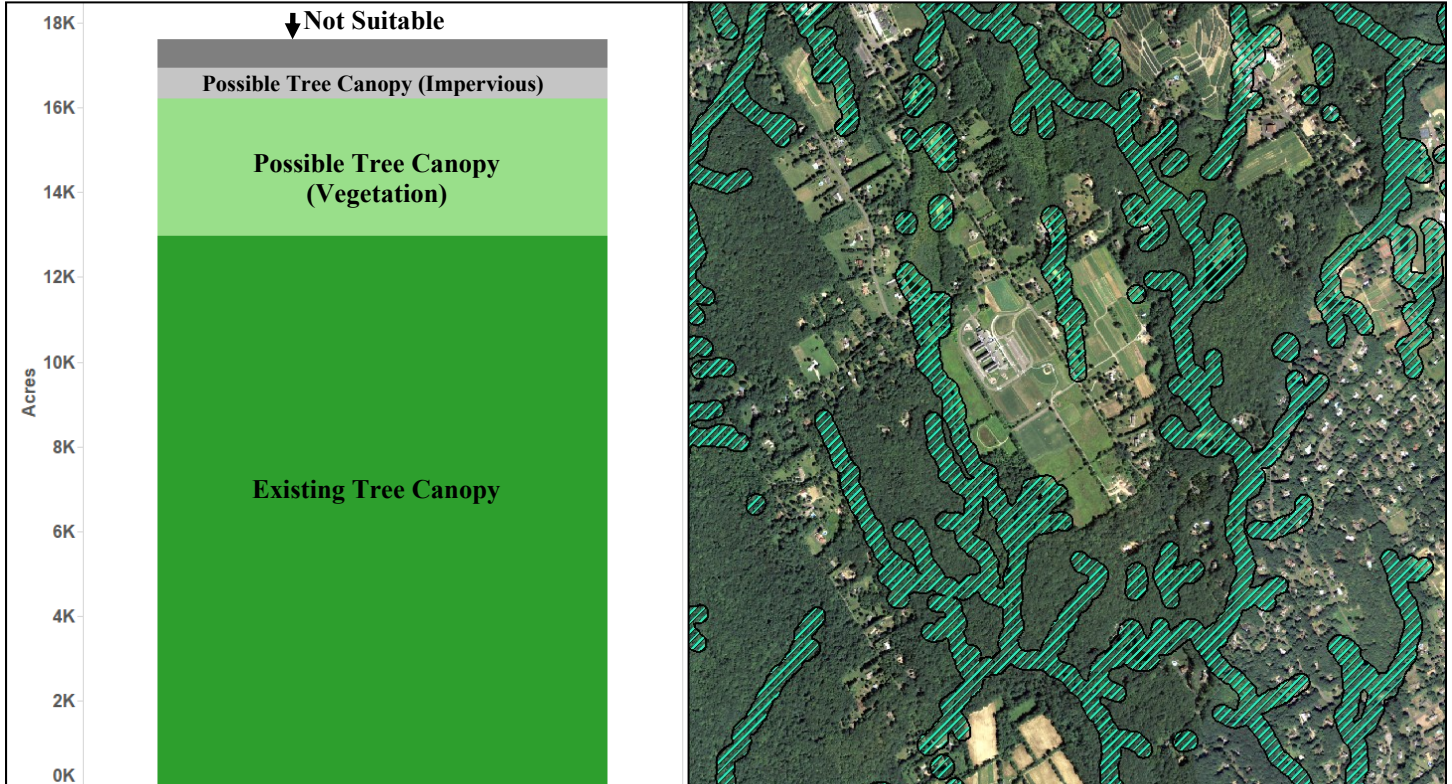 Not Suitable
18K
Possible Tree Canopy (Impervious)
16K
Possible Tree Canopy
(Vegetation)
14K
12K
10K
Acres
8K
Existing Tree Canopy
6K
4K
2K
0K